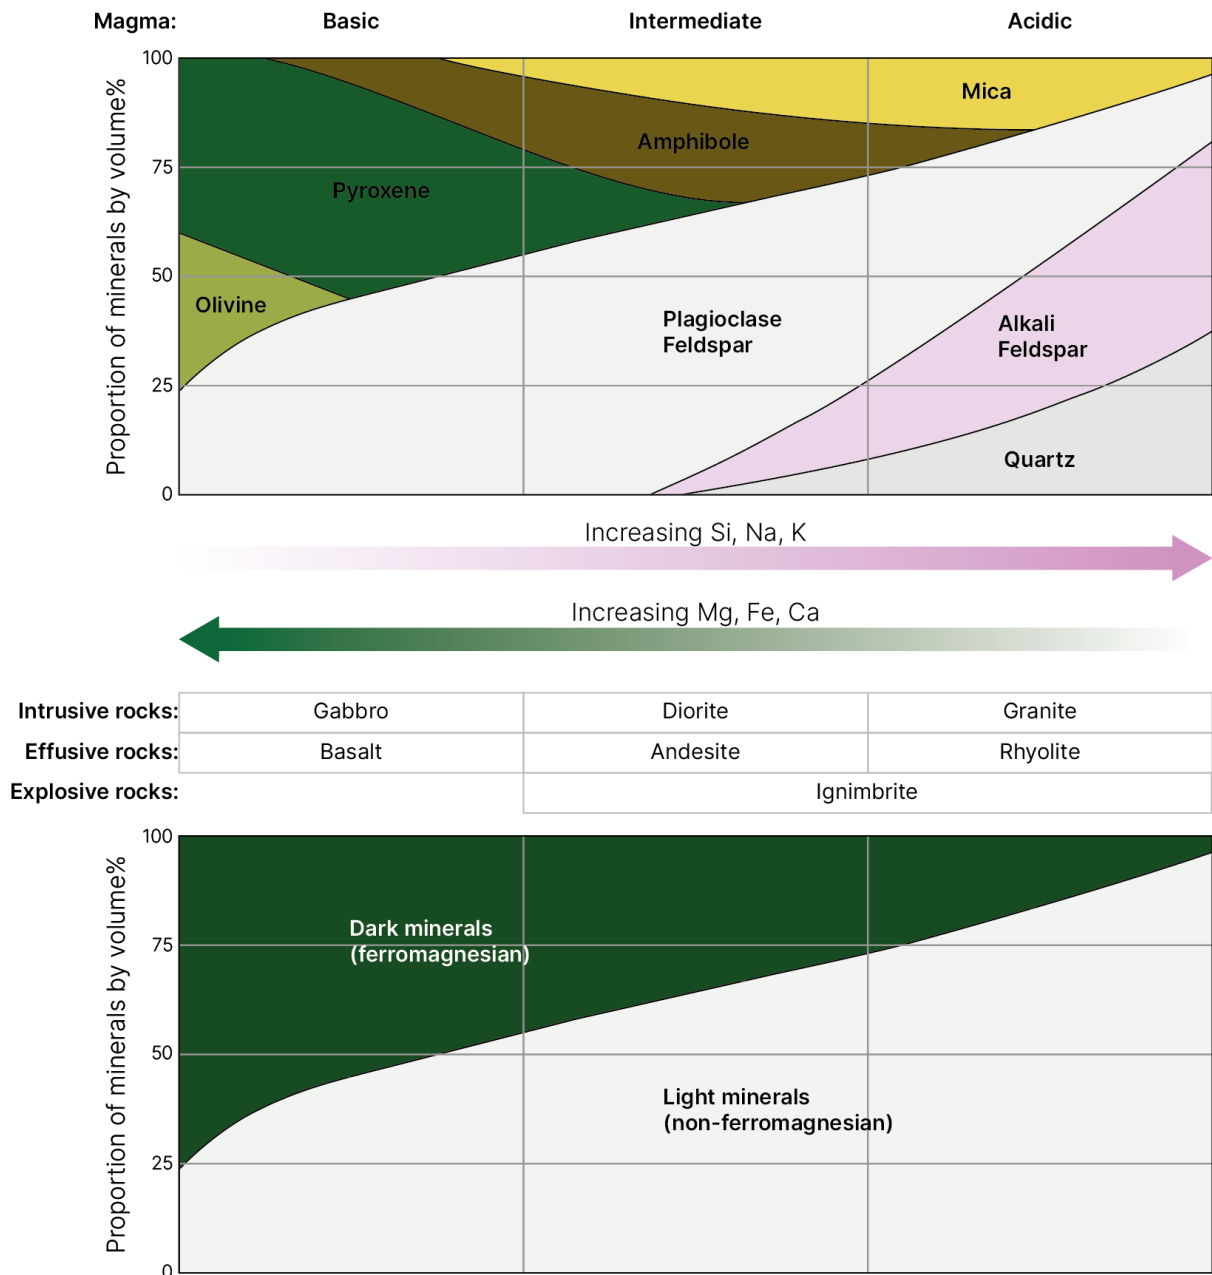 Magma: Basic Intermediate Acidic
Proportion of minerals by volume%
100
75
50
25
0
Mica
Amphibole
Pyroxene
Olivine
Plagioclase
Feldspar
Alkali
Feldspar
Quartz
Increasing Si, Na, K
Increasing Mg, Fe, Ca
Intrusive rocks: Gabbro Diorite Granite
Effusive rocks: Basalt Andesite Rhyolite
Explosive rocks: Ignimbrite
Proportion of minerals by volume%
100
75
50
25
0
Dark minerals
(ferromagnesian)
Light minerals
(non-ferromagnesian)